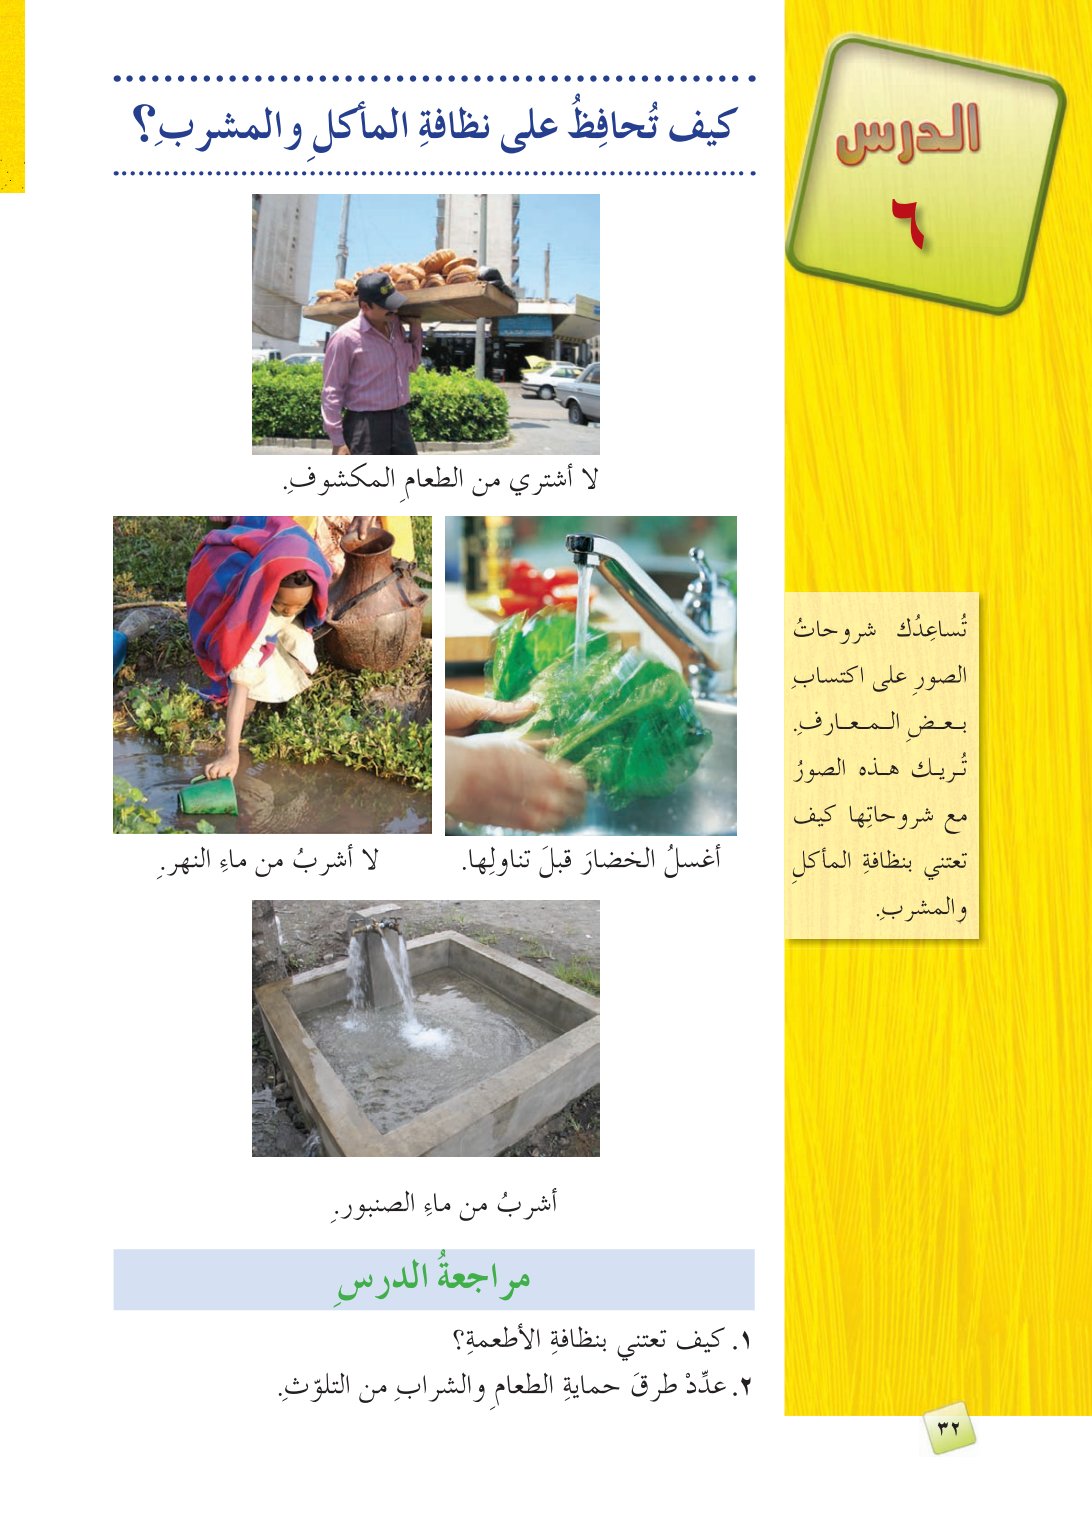 الدرس
٦
كيف تُحافِظُ على نظافةِ المأكلِ والمشربِ؟
لا أشتري من الطعامِ المكشوفِ.
أغسلُ الخضارَ قبلَ تناولِها.
لا أشربُ من ماءِ النهرِ.
أشربُ من ماءِ الصنبورِ.
تُساعِدُك شروحاتُ
الصورِ على اكتسابِ
بعضِ المعارفِ.
تُريك هذه الصورُ
مع شروحاتِها كيف
تعتني بنظافةِ المأكلِ
والمشربِ.
مراجعةُ الدرسِ
١. كيف تعتني بنظافةِ الأطعمةِ؟
٢. عدِّدْ طرقَ حمايةِ الطعامِ والشرابِ من التلوّثِ.
٣٢